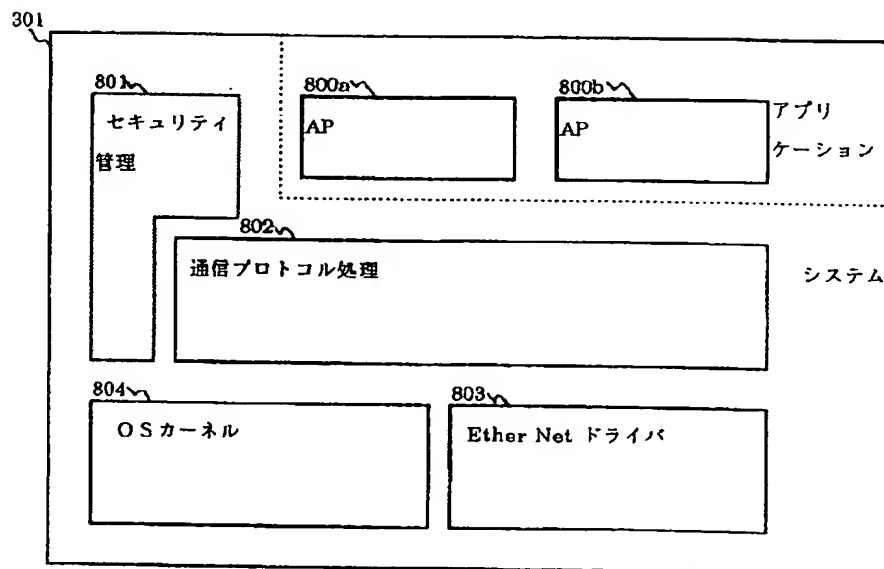 301
801
セキュリティ
管理
800a
AP
800b
AP
アプリ
ケーション
802
通信プロトコル処理
システム
804
OSカーネル
803
Ether Net ドライバ